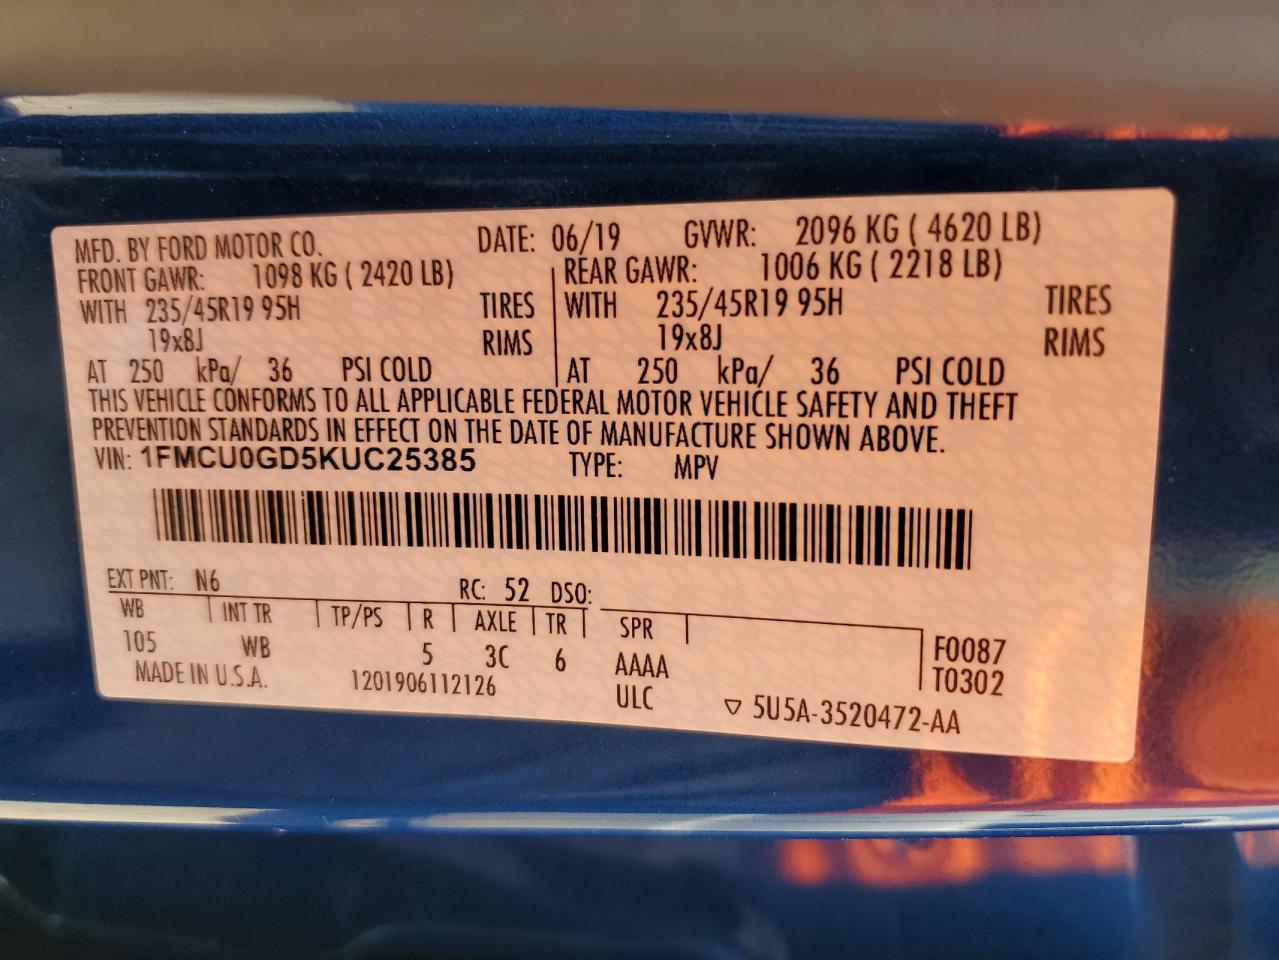 MFD. BY FORD MOTOR CO. DATE: 06/19 GVWR: 2096 KG ( 4620 LB)
FRONT GAWR: 1098 KG ( 2420 LB) REAR GAWR: 1006 KG ( 2218 LB)
WITH 235/45R19 95H TIRES WITH 235/45R19 95H TIRES
19x8J RIMS 19x8J RIMS
AT 250 kPa/ 36 PSI COLD AT 250 kPa/ 36 PSI COLD
THIS VEHICLE CONFORMS TO ALL APPLICABLE FEDERAL MOTOR VEHICLE SAFETY AND THEFT
PREVENTION STANDARDS IN EFFECT ON THE DATE OF MANUFACTURE SHOWN ABOVE.
VIN: 1FMCU0GD5KUC25385 TYPE: MPV
EXT PNT: N6 RC: 52 DSO:
WB INT TR TP/PS R AXLE TR SPR
105 WB 5 3C 6 AAAA F0087
MADE IN U.S.A. 1201906112126 ULC T0302
▽ 5U5A-3520472-AA